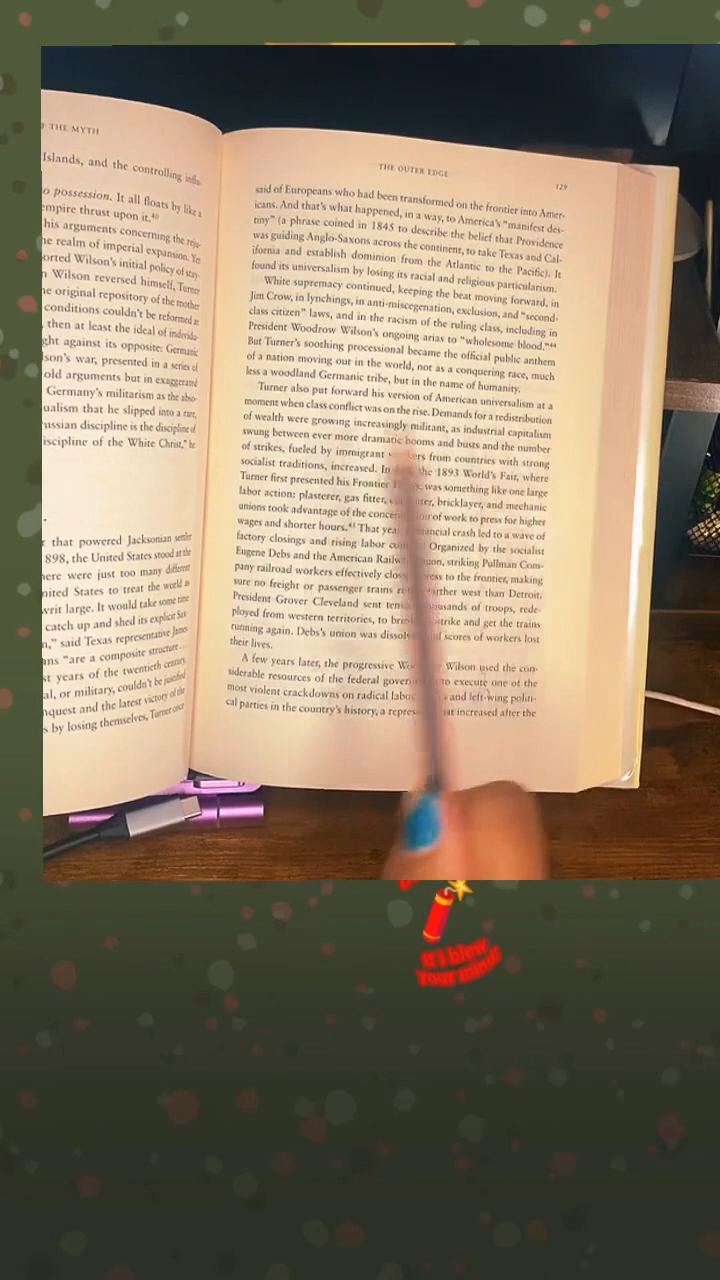 THE MYTH
Islands, and the controlling influ-
o possession. It all floats by like a
empire thrust upon it.⁴⁰
his arguments concerning the
he realm of imperial expansion. Yet
orted Wilson's initial policy of stay-
n Wilson reversed himself, Turner
he original repository of the mother
conditions couldn't be reformed
, then at least the ideal of individu-
ght against its opposite: Germanic
lson's war, presented in a series of
old arguments but in exaggerated
Germany's militarism as the abso-
ualism that he slipped into a rare,
ussian discipline is the discipline of
iscipline of the White Christ," he
t that powered Jacksonian settler
898, the United States stood at the
here were just too many different
nited States to treat the world as
writ large. It would take some time
catch up and shed its explicit Sax
n," said Texas representative James
ans "are a composite structure...
st years of the twentieth century,
al, or military, couldn't be justified
nquest and the latest victory of the
s by losing themselves, Turner once
THE OUTER EDGE
129
said of Europeans who had been transformed on the frontier into Amer-
icans. And that's what happened, in a way, to America's "manifest des-
tiny" (a phrase coined in 1845 to describe the belief that Providence
was guiding Anglo-Saxons across the continent, to take Texas and Cal-
ifornia and establish dominion from the Atlantic to the Pacific). It
found its universalism by losing its racial and religious particularism.
White supremacy continued, keeping the beat moving forward, in
Jim Crow, in lynchings, in anti-miscegenation, exclusion, and "second-
class citizen" laws, and in the racism of the ruling class, including in
President Woodrow Wilson's ongoing arias to "wholesome blood."⁴⁴
But Turner's soothing processional became the official public anthem
of a nation moving out in the world, not as a conquering race, much
less a woodland Germanic tribe, but in the name of humanity.
Turner also put forward his version of American universalism at a
moment when class conflict was on the rise. Demands for a redistribution
of wealth were growing increasingly militant, as industrial capitalism
swung between ever more dramatic booms and busts and the number
of strikes, fueled by immigrant workers from countries with strong
socialist traditions, increased. In the 1893 World's Fair, where
Turner first presented his Frontier was something like one large
labor action: plasterer, gas fitter, bricklayer, and mechanic
unions took advantage of the of work to press for higher
wages and shorter hours.⁴⁵ That year financial crash led to a wave of
factory closings and rising labor Organized by the socialist
Eugene Debs and the American Railway Union, striking Pullman Com-
pany railroad workers effectively access to the frontier, making
sure no freight or passenger trains farther west than Detroit.
President Grover Cleveland sent thousands of troops, rede-
ployed from western territories, to strike and get the trains
running again. Debs's union was scores of workers lost
their lives.
A few years later, the progressive Wilson used the con-
siderable resources of the federal to execute one of the
most violent crackdowns on radical and left-wing politi-
cal parties in the country's history, a that increased after the
It'l blew
Your mind!